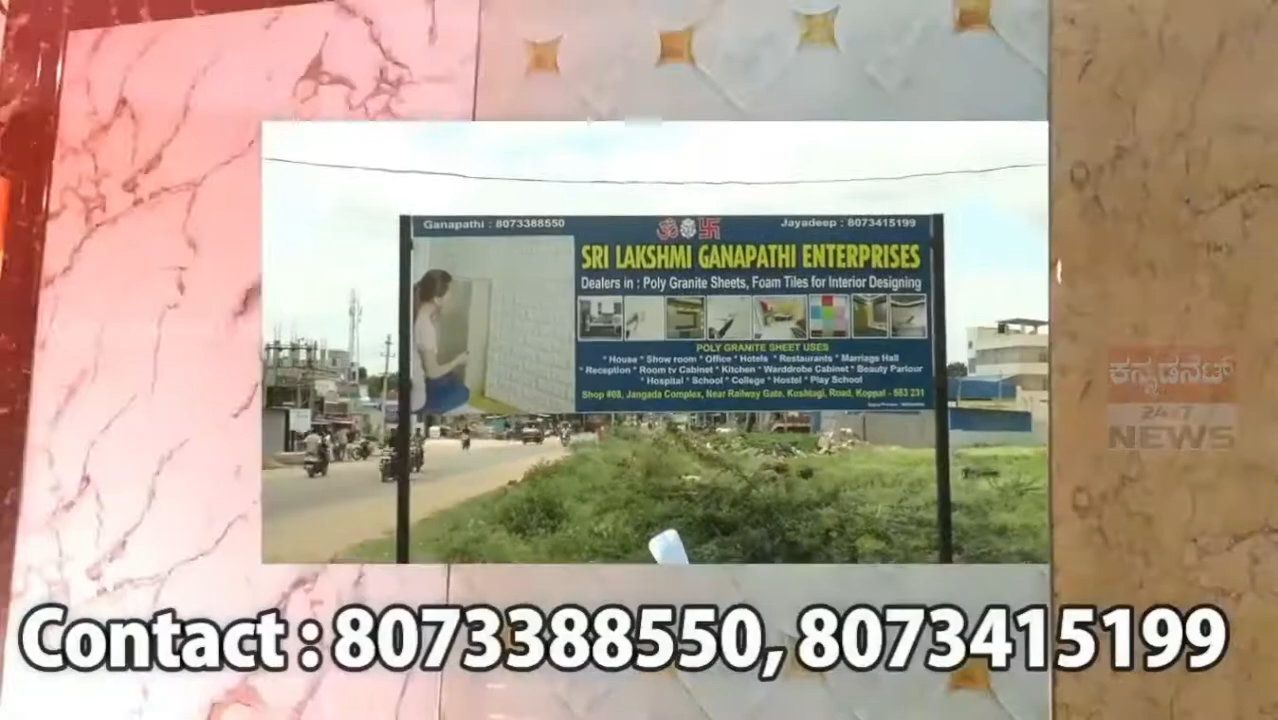 Ganapathi : 8073388550
Jayadeep : 8073415199
SRI LAKSHMI GANAPATHI ENTERPRISES
Dealers in : Poly Granite Sheets, Foam Tiles for Interior Designing
POLY GRANITE SHEET USES
* House * Show room * Office * Hotels * Restaurants * Marriage Hall
* Reception * Room tv Cabinet * Kitchen * Warddrobe Cabinet * Beauty Parlour
* Hospital * School * College * Hostel * Play School
Shop #08, Jangada Complex, Near Railway Gate, Kushtagi, Road, Koppal - 583 231
ಕನ್ನಡನೆಟ್
24x7
NEWS
Contact : 8073388550, 8073415199